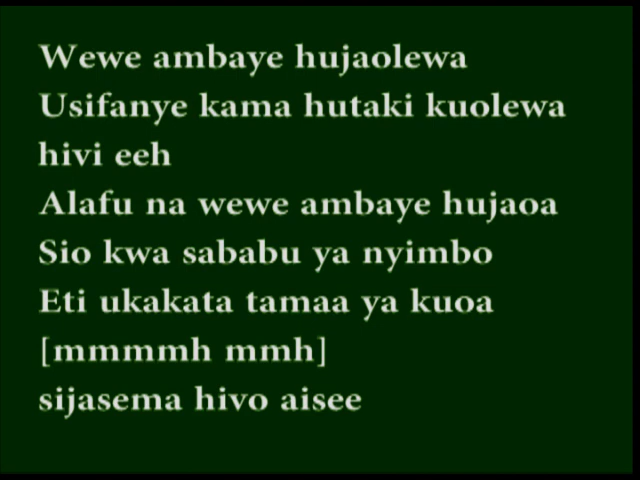 Wewe ambaye hujaolewa
Usifanye kama hutaki kuolewa
hivi eeh
Alafu na wewe ambaye hujaoa
Sio kwa sababu ya nyimbo
Eti ukakata tamaa ya kuoa
[mmmmh mmh]
sijasema hivo aisee